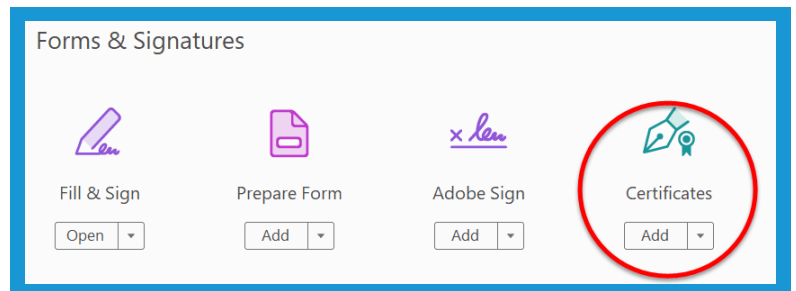 Forms & Signatures
Fill & Sign Prepare Form Adobe Sign Certificates
Open Add Add Add